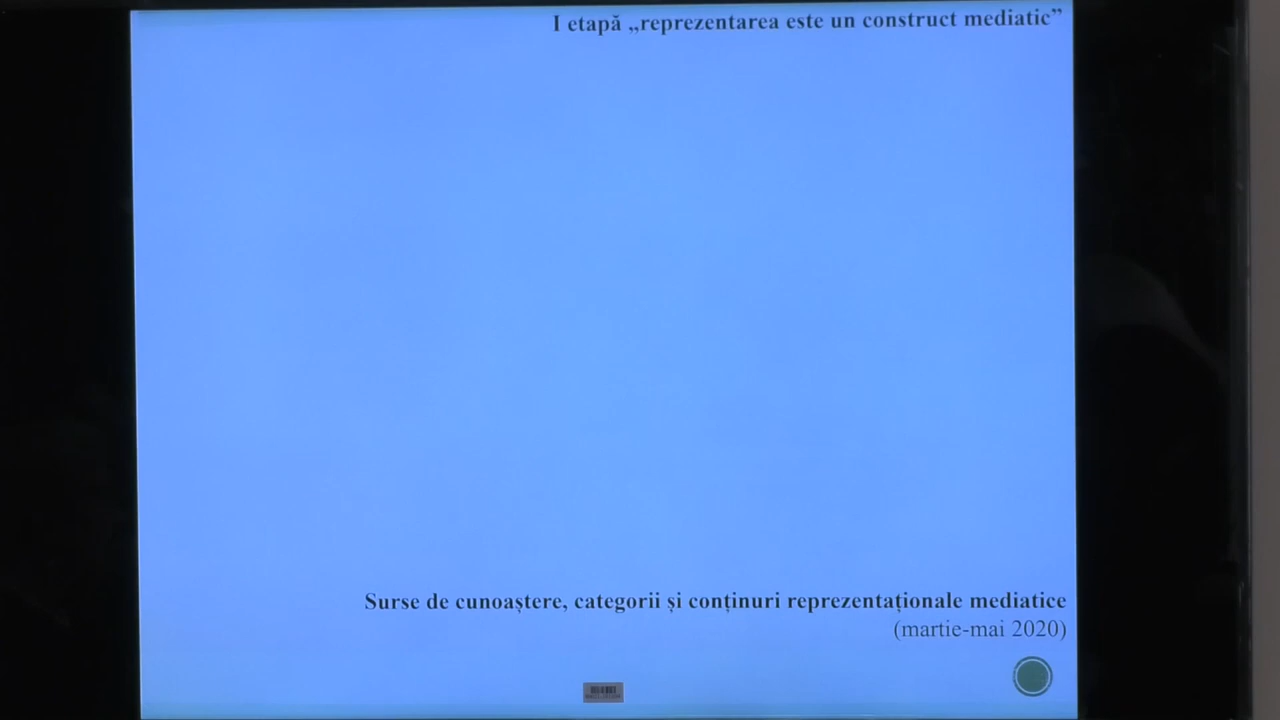 I etapă „reprezentarea este un construct mediatic”
Surse de cunoaștere, categorii și conținuri reprezentaționale mediatice
(martie-mai 2020)